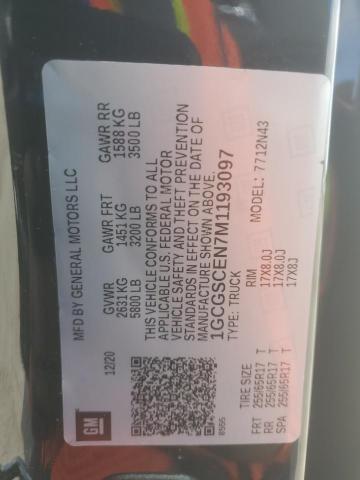 MFD BY GENERAL MOTORS LLC
12/20
GVWR
2631 KG
5800 LB
GAWR FRT
1451 KG
3200 LB
GAWR RR
1588 KG
3500 LB
THIS VEHICLE CONFORMS TO ALL
APPLICABLE U.S. FEDERAL MOTOR
VEHICLE SAFETY AND THEFT PREVENTION
STANDARDS IN EFFECT ON THE DATE OF
MANUFACTURE SHOWN ABOVE.
1GCGSCEN7M1193097
TYPE: TRUCK
MODEL: 7712N43
GM
8555
TIRE SIZE RIM
FRT 255/65R17 T 17X8.0J
RR 255/65R17 T 17X8.0J
SPA 255/65R17 T 17X8J